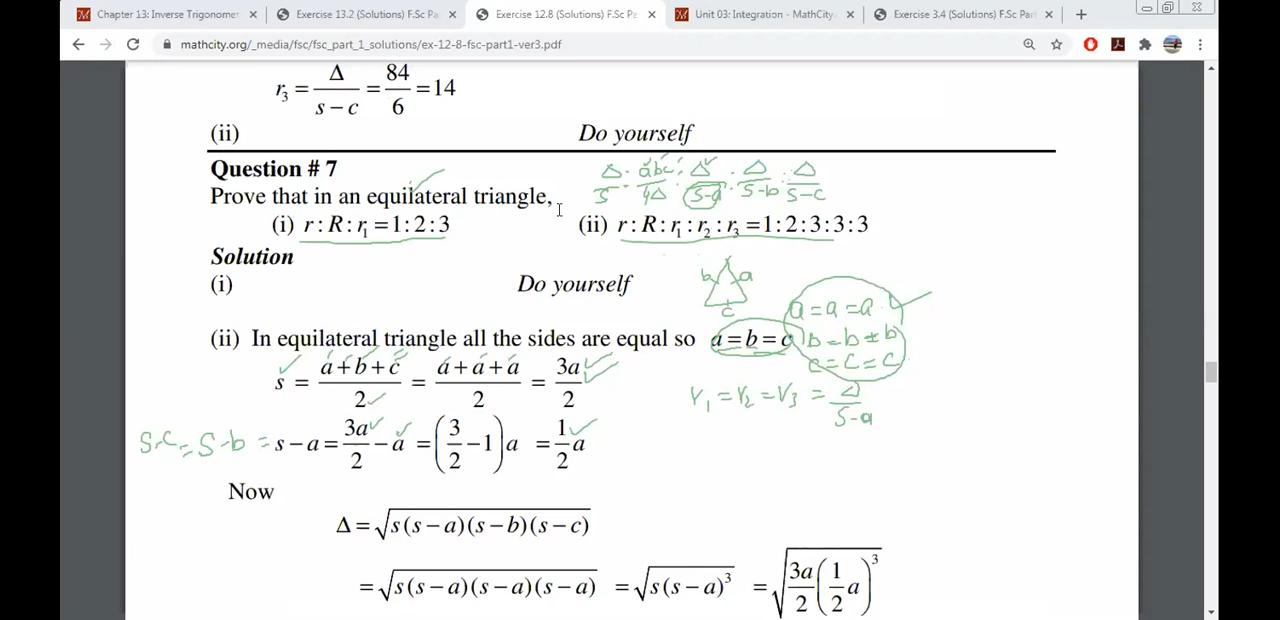 Chapter 13: Inverse Trigonomet
Exercise 13.2 (Solutions) F.Sc Pa
Exercise 12.8 (Solutions) F.Sc Pa
Unit 03: Integration - MathCity.
Exercise 3.4 (Solutions) F.Sc Par
mathcity.org/_media/fsc/fsc_part_1_solutions/ex-12-8-fsc-part1-ver3.pdf
r₃ = Δ/(s − c) = 84/6 = 14
(ii) Do yourself
Question # 7
Δ/S : abc/4Δ : Δ/(S-a) : Δ/(S-b) : Δ/(S-c)
Prove that in an equilateral triangle,
(i) r : R : r₁ = 1 : 2 : 3 (ii) r : R : r₁ : r₂ : r₃ = 1 : 2 : 3 : 3 : 3
Solution
(i) Do yourself
b a
c
a = a = a
(ii) In equilateral triangle all the sides are equal so a = b = c
b = b = b
c = c = c
s = (a + b + c)/2 = (a + a + a)/2 = 3a/2
r₁ = r₂ = r₃ = Δ/(S-a)
S-c = S-b = s − a = 3a/2 − a = (3/2 − 1)a = 1/2 a
Now
Δ = √(s(s − a)(s − b)(s − c))
= √(s(s − a)(s − a)(s − a)) = √(s(s − a)³) = √(3a/2 (1/2 a)³)